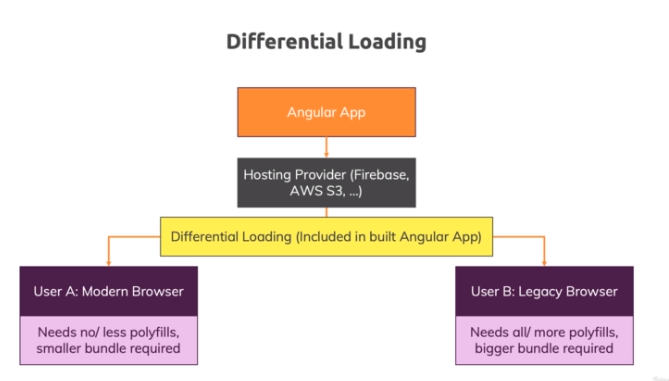 Differential Loading
Angular App
Hosting Provider (Firebase,
AWS S3, ...)
Differential Loading (Included in built Angular App)
User A: Modern Browser
Needs no/ less polyfills,
smaller bundle required
User B: Legacy Browser
Needs all/ more polyfills,
bigger bundle required